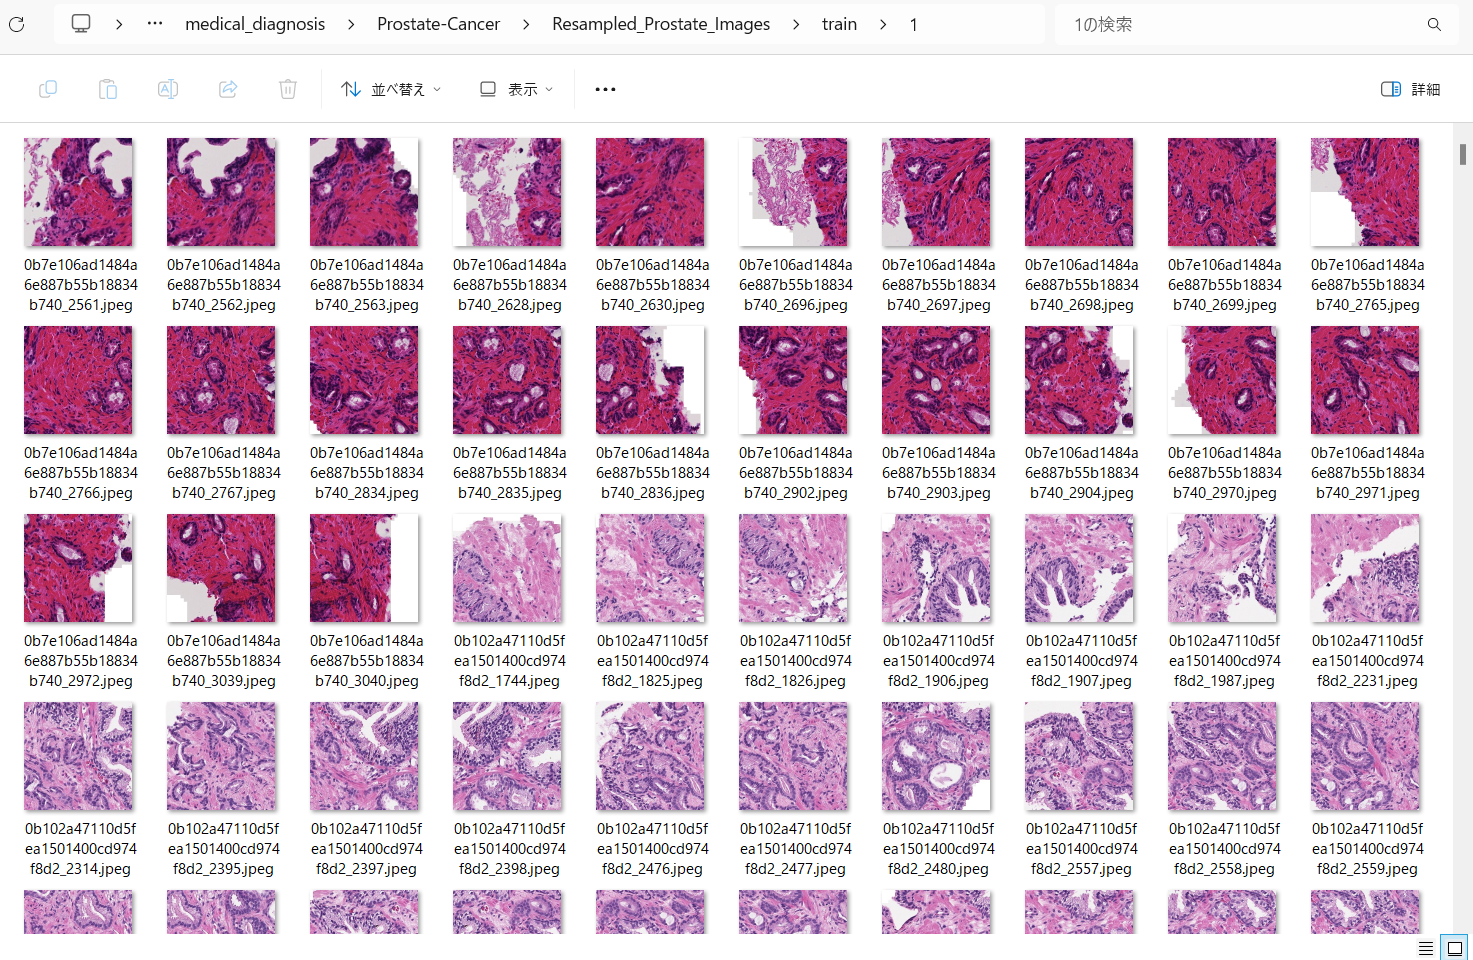 medical_diagnosis > Prostate-Cancer > Resampled_Prostate_Images > train > 1
1の検索
並べ替え
表示
詳細
0b7e106ad1484a6e887b55b18834b740_2561.jpeg
0b7e106ad1484a6e887b55b18834b740_2562.jpeg
0b7e106ad1484a6e887b55b18834b740_2563.jpeg
0b7e106ad1484a6e887b55b18834b740_2628.jpeg
0b7e106ad1484a6e887b55b18834b740_2630.jpeg
0b7e106ad1484a6e887b55b18834b740_2696.jpeg
0b7e106ad1484a6e887b55b18834b740_2697.jpeg
0b7e106ad1484a6e887b55b18834b740_2698.jpeg
0b7e106ad1484a6e887b55b18834b740_2699.jpeg
0b7e106ad1484a6e887b55b18834b740_2765.jpeg
0b7e106ad1484a6e887b55b18834b740_2766.jpeg
0b7e106ad1484a6e887b55b18834b740_2767.jpeg
0b7e106ad1484a6e887b55b18834b740_2834.jpeg
0b7e106ad1484a6e887b55b18834b740_2835.jpeg
0b7e106ad1484a6e887b55b18834b740_2836.jpeg
0b7e106ad1484a6e887b55b18834b740_2902.jpeg
0b7e106ad1484a6e887b55b18834b740_2903.jpeg
0b7e106ad1484a6e887b55b18834b740_2904.jpeg
0b7e106ad1484a6e887b55b18834b740_2970.jpeg
0b7e106ad1484a6e887b55b18834b740_2971.jpeg
0b7e106ad1484a6e887b55b18834b740_2972.jpeg
0b7e106ad1484a6e887b55b18834b740_3039.jpeg
0b7e106ad1484a6e887b55b18834b740_3040.jpeg
0b102a47110d5fea1501400cd974f8d2_1744.jpeg
0b102a47110d5fea1501400cd974f8d2_1825.jpeg
0b102a47110d5fea1501400cd974f8d2_1826.jpeg
0b102a47110d5fea1501400cd974f8d2_1906.jpeg
0b102a47110d5fea1501400cd974f8d2_1907.jpeg
0b102a47110d5fea1501400cd974f8d2_1987.jpeg
0b102a47110d5fea1501400cd974f8d2_2231.jpeg
0b102a47110d5fea1501400cd974f8d2_2314.jpeg
0b102a47110d5fea1501400cd974f8d2_2395.jpeg
0b102a47110d5fea1501400cd974f8d2_2397.jpeg
0b102a47110d5fea1501400cd974f8d2_2398.jpeg
0b102a47110d5fea1501400cd974f8d2_2476.jpeg
0b102a47110d5fea1501400cd974f8d2_2477.jpeg
0b102a47110d5fea1501400cd974f8d2_2480.jpeg
0b102a47110d5fea1501400cd974f8d2_2557.jpeg
0b102a47110d5fea1501400cd974f8d2_2558.jpeg
0b102a47110d5fea1501400cd974f8d2_2559.jpeg